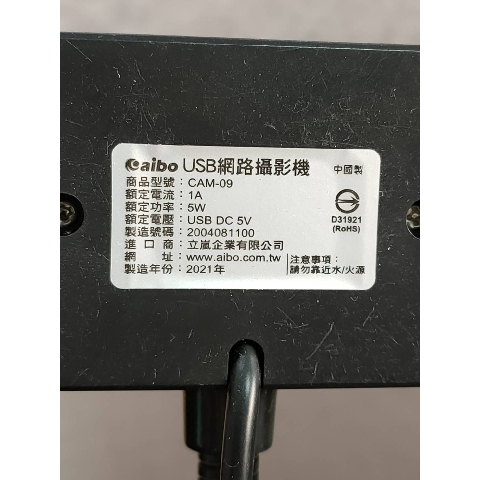 aibo USB網路攝影機 中國製
商品型號：CAM-09
額定電流：1A
額定功率：5W
額定電壓：USB DC 5V
製造號碼：2004081100
進口商：立嵐企業有限公司
網址：www.aibo.com.tw
製造年份：2021年
D31921
(RoHS)
注意事項：
請勿靠近水/火源